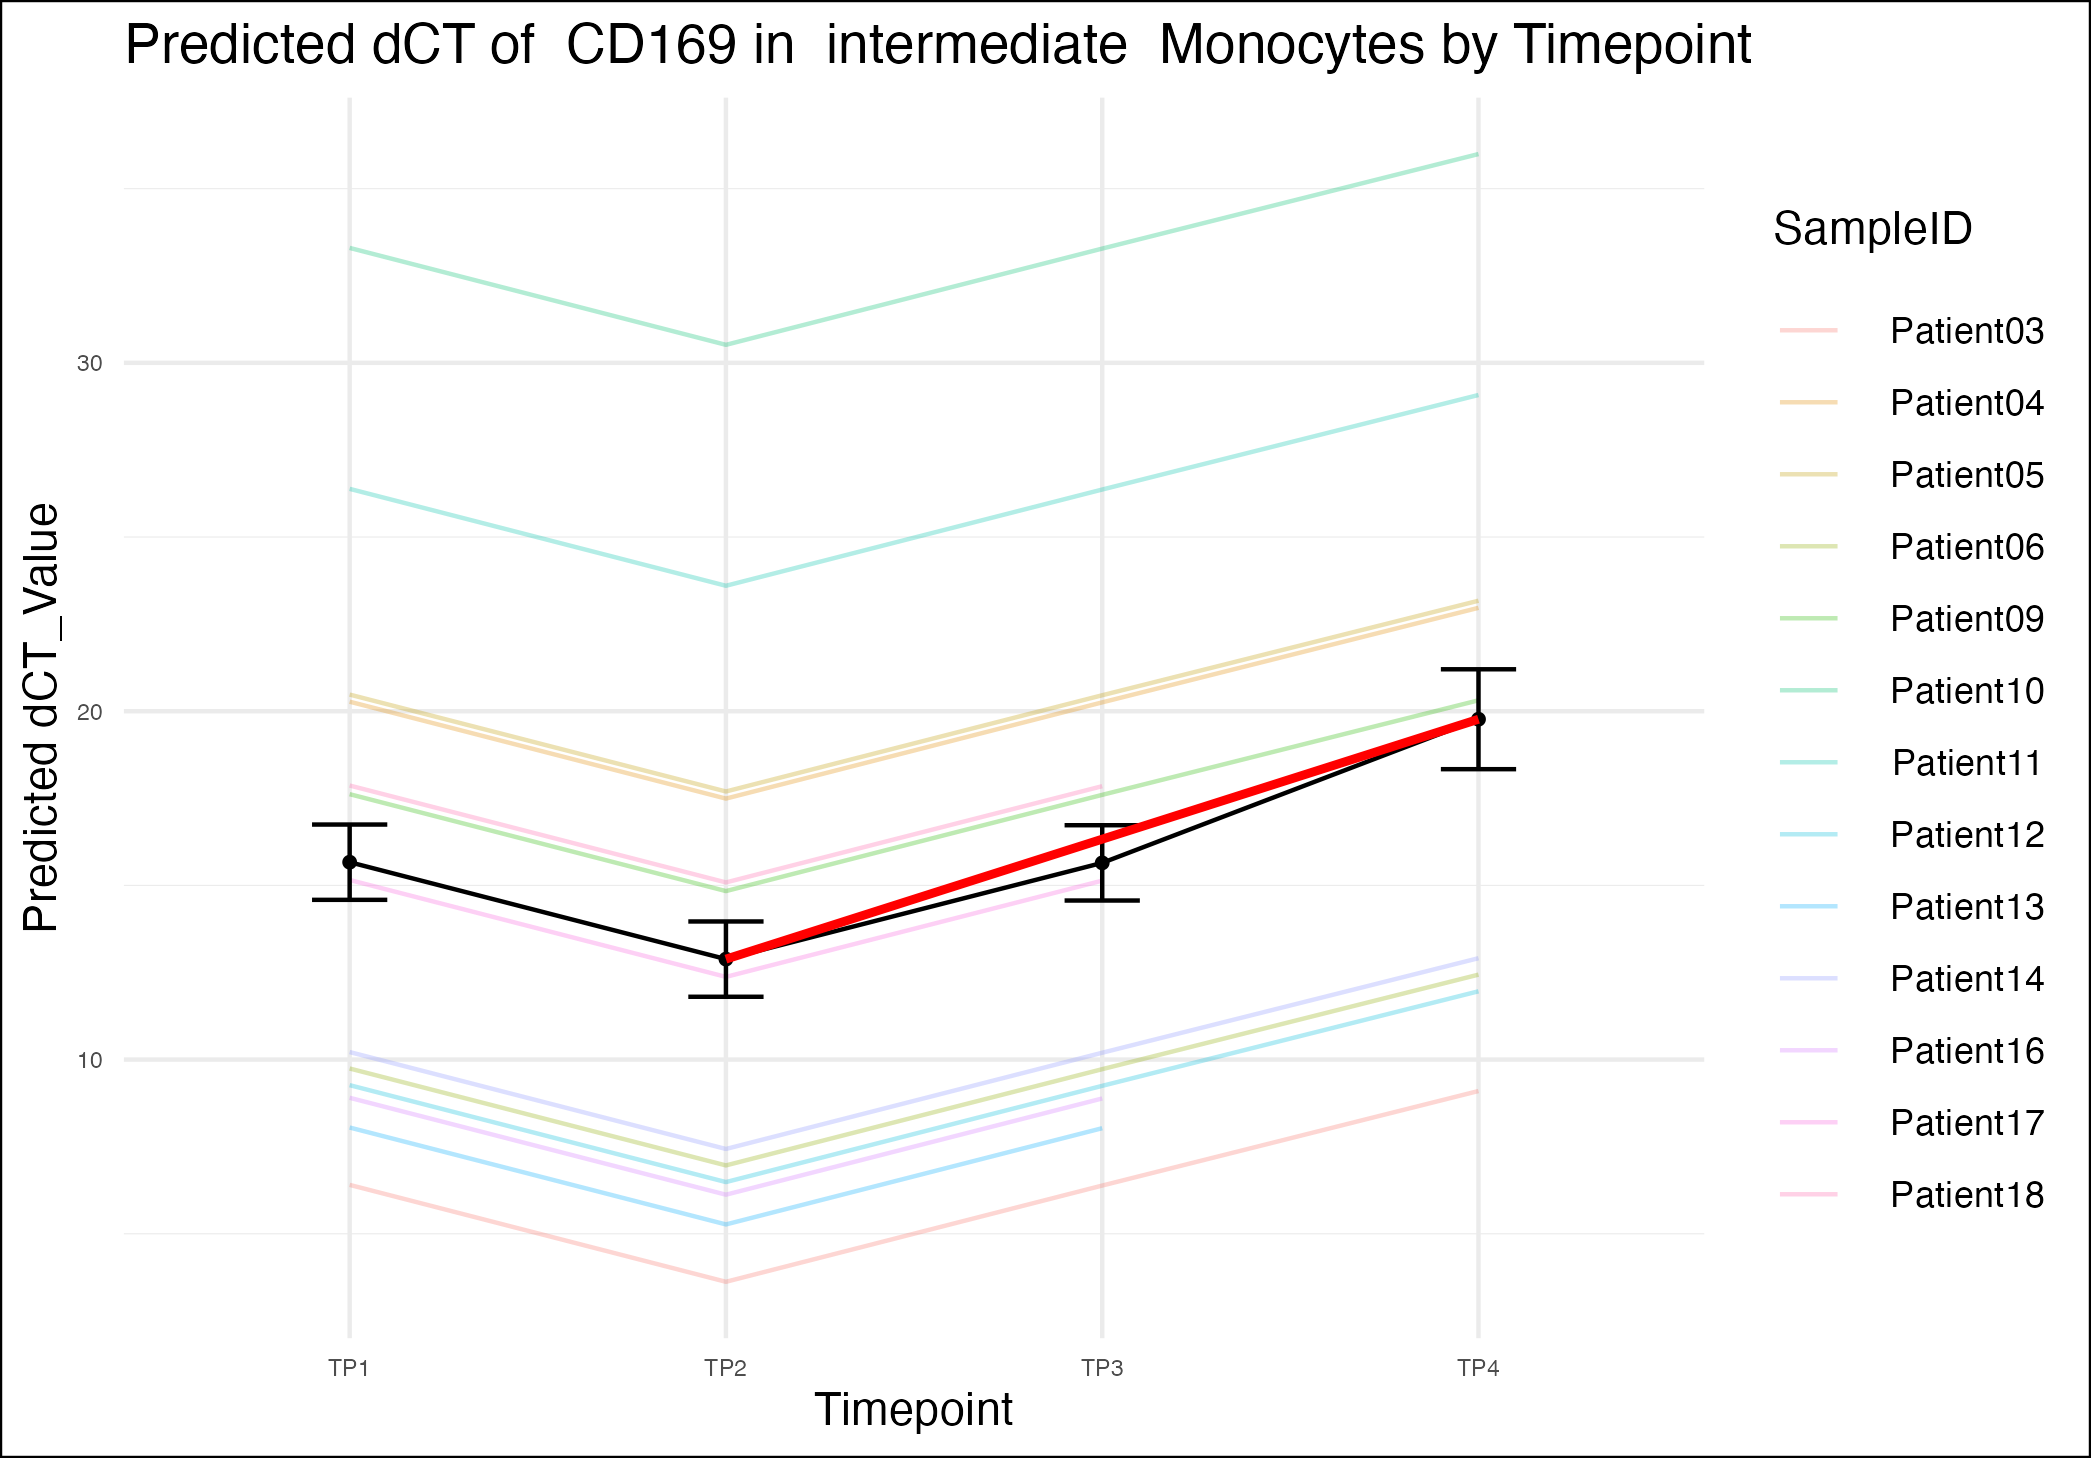 Predicted dCT of  CD169 in  intermediate  Monocytes by Timepoint
Predicted dCT_Value
30
20
10
TP1
TP2
TP3
TP4
Timepoint
SampleID
Patient03
Patient04
Patient05
Patient06
Patient09
Patient10
Patient11
Patient12
Patient13
Patient14
Patient16
Patient17
Patient18